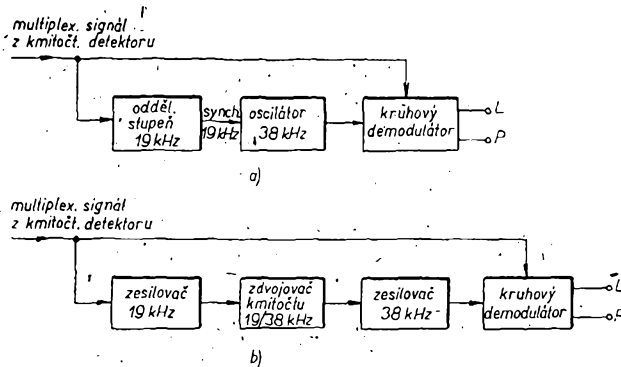 multiplex. signál
z kmitočt. detektoru
odděl.
stupeň
19 kHz
synch.
19 kHz
oscilátor
38 kHz
kruhový
demodulátor
L
P
a)
multiplex. signál
z kmitočt. detektoru
zesilovač
19 kHz
zdvojovač
kmitočtu
19/38 kHz
zesilovač
38 kHz
kruhový
demodulátor
L
P
b)